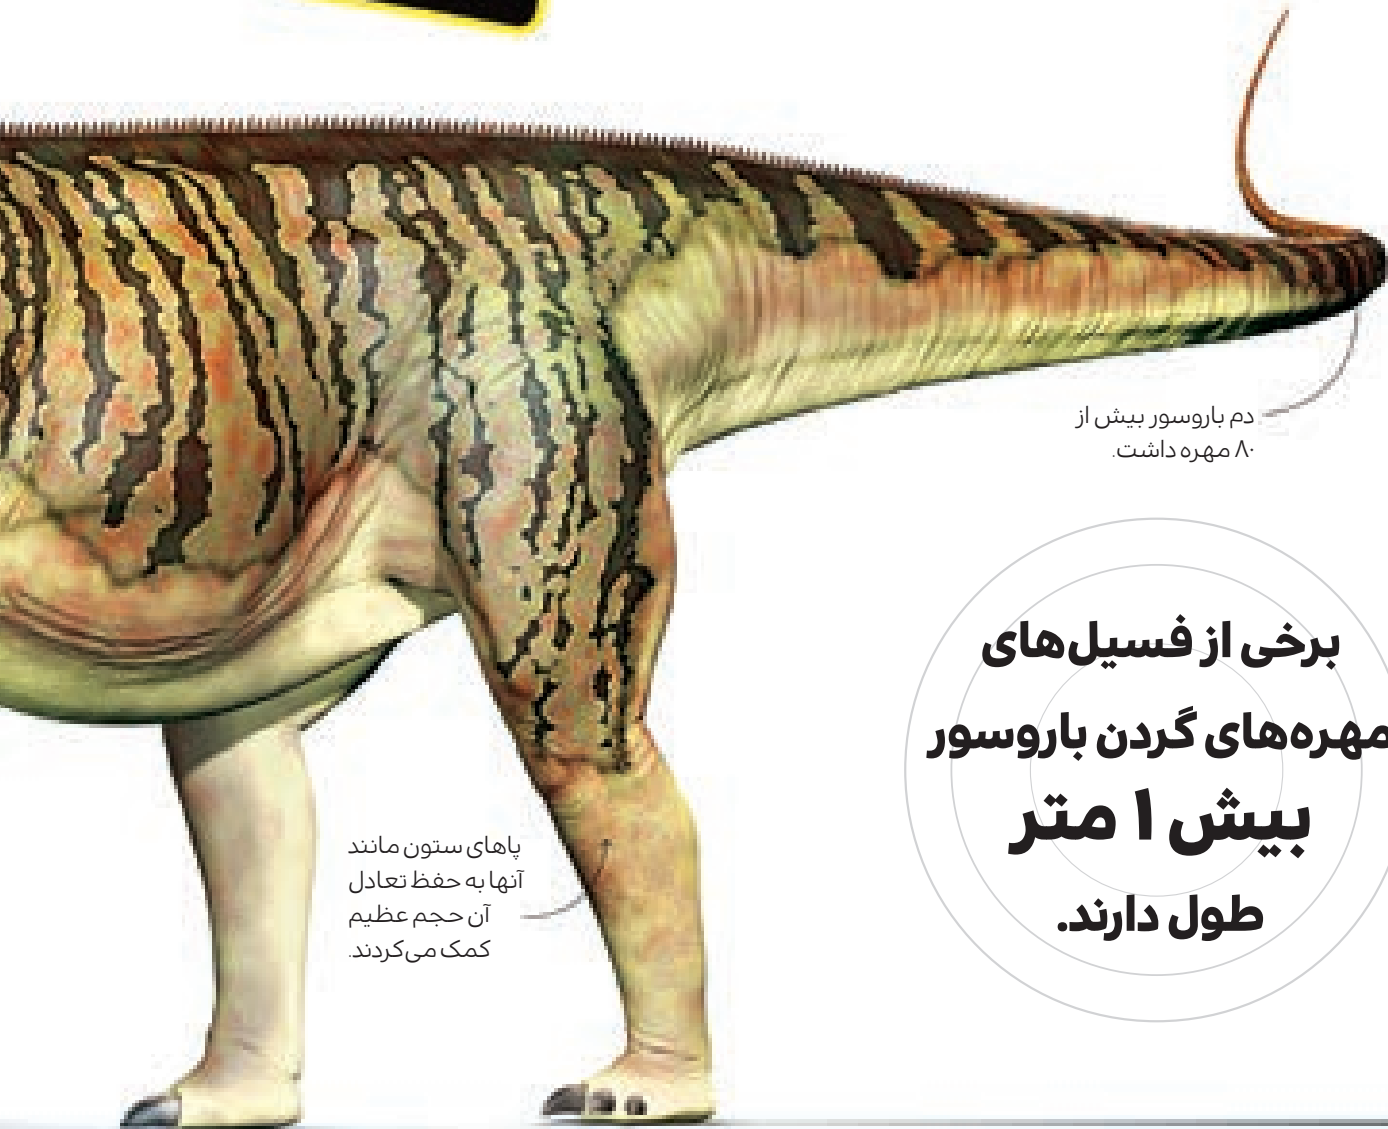 دم باروسور بیش از
۸۰ مهره داشت.
برخی از فسیل‌های
مهره‌های گردن باروسور
بیش ۱ متر
طول دارند.
پاهای ستون مانند
آنها به حفظ تعادل
آن حجم عظیم
کمک می‌کردند.